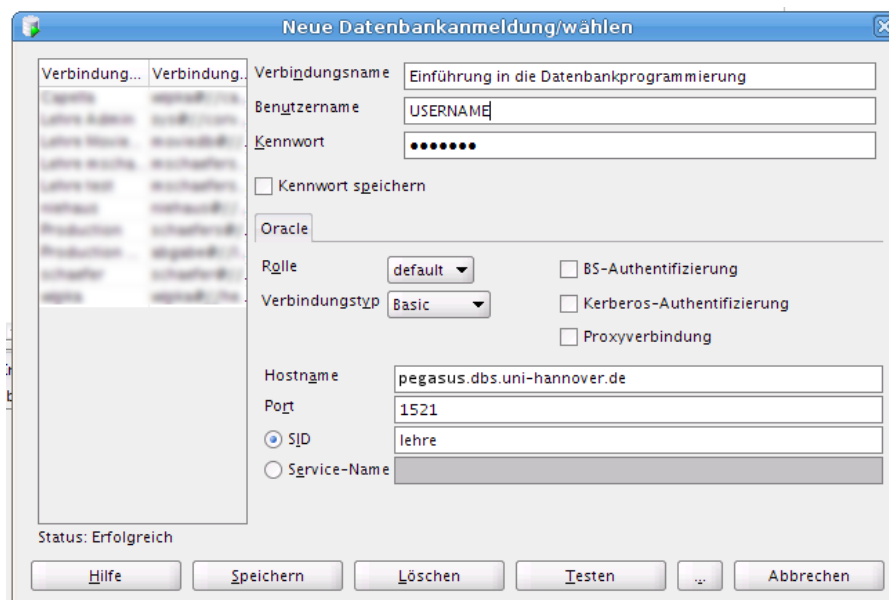 Neue Datenbankanmeldung/wählen
Verbindung... Verbindung...
Verbindungsname Einführung in die Datenbankprogrammierung
Benutzername USERNAME
Kennwort •••••••
Kennwort speichern
Oracle
Rolle default BS-Authentifizierung
Verbindungstyp Basic Kerberos-Authentifizierung
Proxyverbindung
Hostname pegasus.dbs.uni-hannover.de
Port 1521
SID lehre
Service-Name
Status: Erfolgreich
Hilfe Speichern Löschen Testen ... Abbrechen